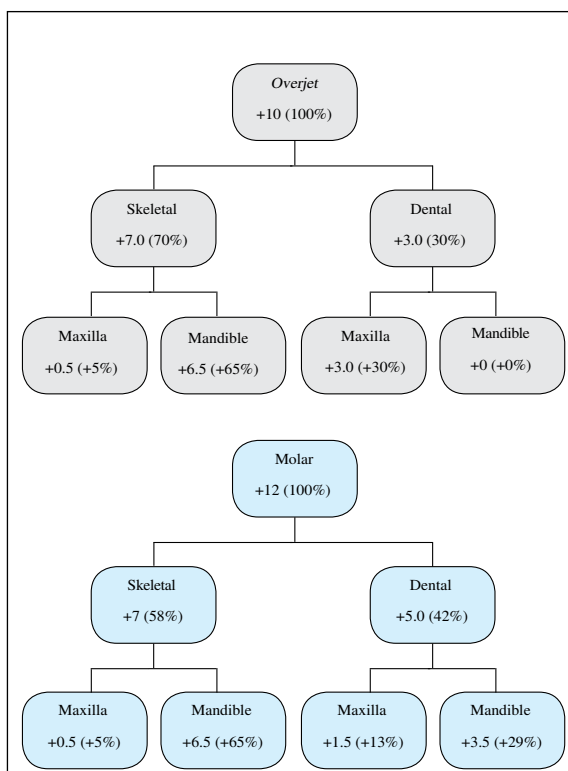 Overjet
+10 (100%)
Skeletal
+7.0 (70%)
Dental
+3.0 (30%)
Maxilla
+0.5 (+5%)
Mandible
+6.5 (+65%)
Maxilla
+3.0 (+30%)
Mandible
+0 (+0%)
Molar
+12 (100%)
Skeletal
+7 (58%)
Dental
+5.0 (42%)
Maxilla
+0.5 (+5%)
Mandible
+6.5 (+65%)
Maxilla
+1.5 (+13%)
Mandible
+3.5 (+29%)